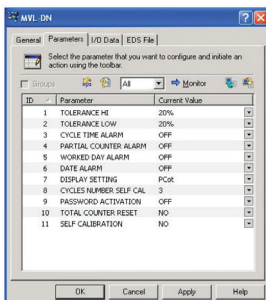 MVL-DN
General Parameters I/O Data EDS File
Select the parameter that you want to configure and initiate an
action using the toolbar.
Groups All Monitor
ID Parameter Current Value
1 TOLERANCE HI 20%
2 TOLERANCE LOW 20%
3 CYCLE TIME ALARM OFF
4 PARTIAL COUNTER ALARM OFF
5 WORKED DAY ALARM OFF
6 DATE ALARM OFF
7 DISPLAY SETTING PCot
8 CYCLES NUMBER SELF CAL 3
9 PASSWORD ACTIVATION OFF
10 TOTAL COUNTER RESET NO
11 SELF CALIBRATION NO
OK Cancel Apply Help